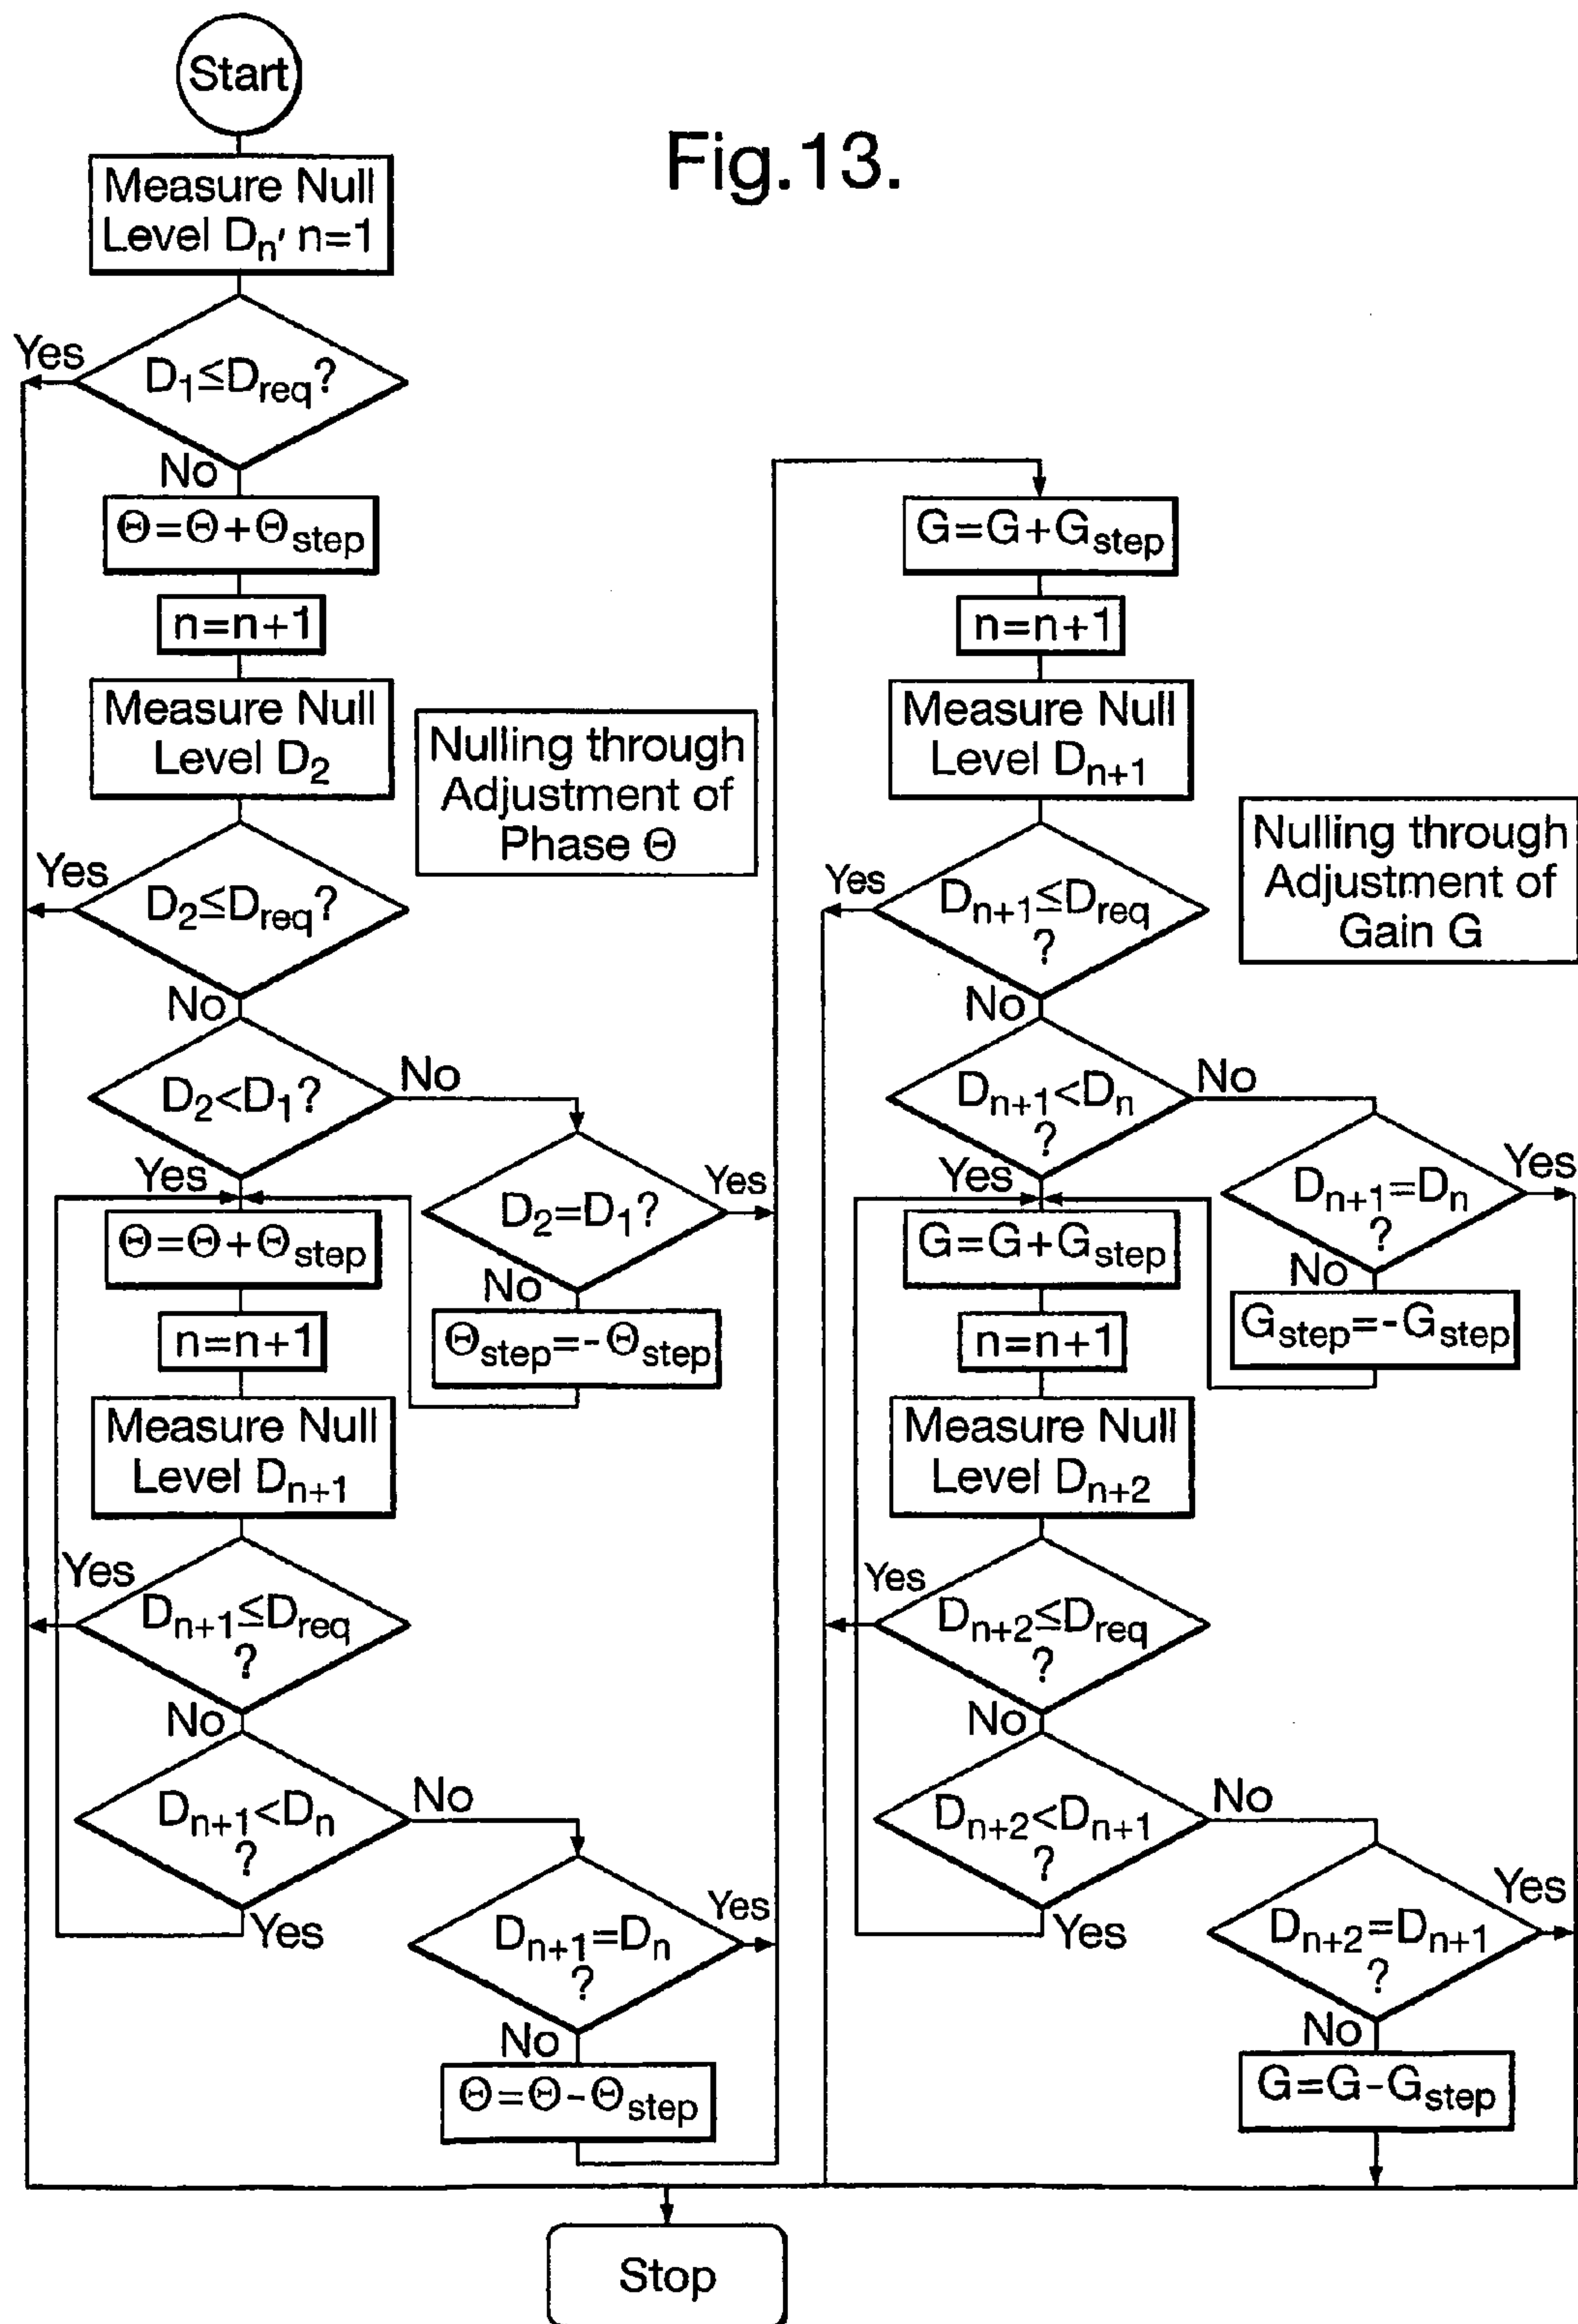 Start
Fig.13.
Measure Null
Level Dn, n=1
Yes
D1≤Dreq?
No
Θ=Θ+Θstep
n=n+1
Measure Null
Level D2
Nulling through
Adjustment of
Phase Θ
Yes
D2≤Dreq?
No
D2<D1?
No
Yes
D2=D1?
Yes
No
Θstep=-Θstep
Θ=Θ+Θstep
n=n+1
Measure Null
Level Dn+1
Yes
Dn+1≤Dreq
?
No
Dn+1<Dn
?
No
Yes
Dn+1=Dn
?
Yes
No
Θ=Θ-Θstep
G=G+Gstep
n=n+1
Measure Null
Level Dn+1
Nulling through
Adjustment of
Gain G
Yes
Dn+1≤Dreq
?
No
Dn+1<Dn
?
No
Yes
Dn+1=Dn
?
Yes
No
Gstep=-Gstep
G=G+Gstep
n=n+1
Measure Null
Level Dn+2
Yes
Dn+2≤Dreq
?
No
Dn+2<Dn+1
?
No
Yes
Dn+2=Dn+1
?
Yes
No
G=G-Gstep
Stop